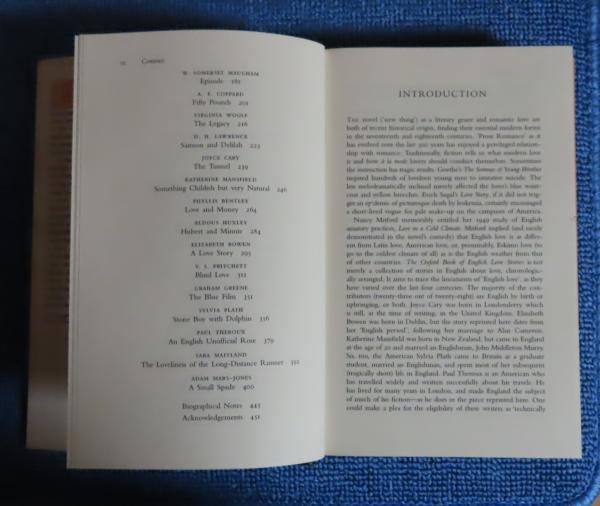 Contents
W. SOMERSET MAUGHAM
Episode 181
A. E. COPPARD
Fifty Pounds 201
VIRGINIA WOOLF
The Legacy 216
D. H. LAWRENCE
Samson and Delilah 223
JOYCE CARY
The Tunnel 239
KATHERINE MANSFIELD
Something Childish but very Natural 246
PHYLLIS BENTLEY
Love and Money 264
ALDOUS HUXLEY
Hubert and Minnie 284
ELIZABETH BOWEN
A Love Story 295
V. S. PRITCHETT
Blind Love 311
GRAHAM GREENE
The Blue Film 351
SYLVIA PLATH
Stone Boy with Dolphin 356
PAUL THEROUX
An English Unofficial Rose 379
SARA MAITLAND
The Loveliness of the Long-Distance Runner 392
ADAM MARS-JONES
A Small Spade 400
Biographical Notes 445
Acknowledgements 451
INTRODUCTION
THE novel ('new thing') as a literary genre and romantic love are
both of recent historical origin, finding their essential modern forms
in the seventeenth and eighteenth centuries. 'Prose Romance' as it
has evolved over the last 300 years has enjoyed a privileged relation-
ship with romance. Traditionally, fiction tells us what modern love
is and how à la mode lovers should conduct themselves. Sometimes
the instruction has tragic results: Goethe's The Sorrows of Young Werther
inspired hundreds of lovelorn young men to imitative suicide. The
less melodramatically inclined merely affected the hero's blue waist-
coat and yellow breeches. Erich Segal's Love Story, if it did not trigger
an epidemic of picturesque death by leukemia, certainly encouraged
a short-lived vogue for pale make-up on the campuses of America.
Nancy Mitford memorably entitled her 1949 study of English
amatory practices, Love in a Cold Climate. Mitford implied (and racily
demonstrated in the novel's comedy) that English love is as differ-
ent from Latin love, American love, or, presumably, Eskimo love (to
go to the coldest climate of all) as is the English weather from that
of other countries. The Oxford Book of English Love Stories is not
merely a collection of stories in English about love, chronologic-
ally arranged. It aims to trace the lineaments of 'English love', as they
have varied over the last four centuries. The majority of the con-
tributors (twenty-three out of twenty-eight) are English by birth or
upbringing, or both. Joyce Cary was born in Londonderry which
is still, at the time of writing, in the United Kingdom. Elizabeth
Bowen was born in Dublin, but the story reprinted here dates from
her 'English period', following her marriage to Alan Cameron.
Katherine Mansfield was born in New Zealand, but came to England
at the age of 20 and married an Englishman, John Middleton Murry.
So, too, the American Sylvia Plath came to Britain as a graduate
student, married an Englishman, and spent most of her subsequent
(tragically short) life in England. Paul Theroux is an American who
has travelled widely and written successfully about his travels. He
has lived for many years in London, and made England the subject
of much of his fiction—as he does in the piece reprinted here. One
could make a plea for the eligibility of these writers as 'technically